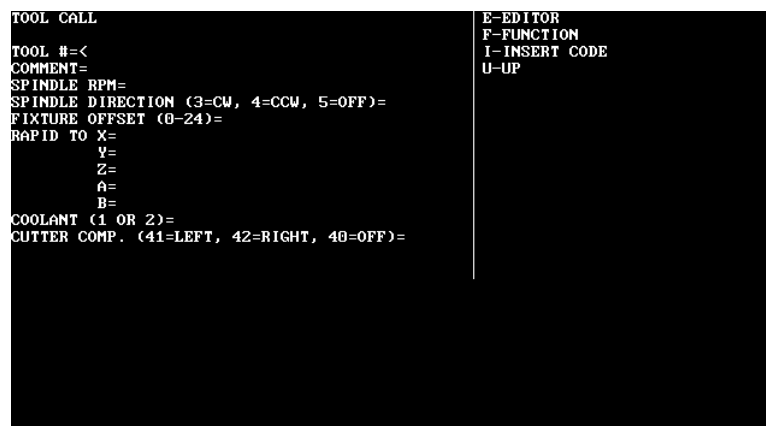 TOOL CALL
TOOL #=<
COMMENT=
SPINDLE RPM=
SPINDLE DIRECTION (3=CW, 4=CCW, 5=OFF)=
FIXTURE OFFSET (0-24)=
RAPID TO X=
Y=
Z=
A=
B=
COOLANT (1 OR 2)=
CUTTER COMP. (41=LEFT, 42=RIGHT, 40=OFF)=
E-EDITOR
F-FUNCTION
I-INSERT CODE
U-UP